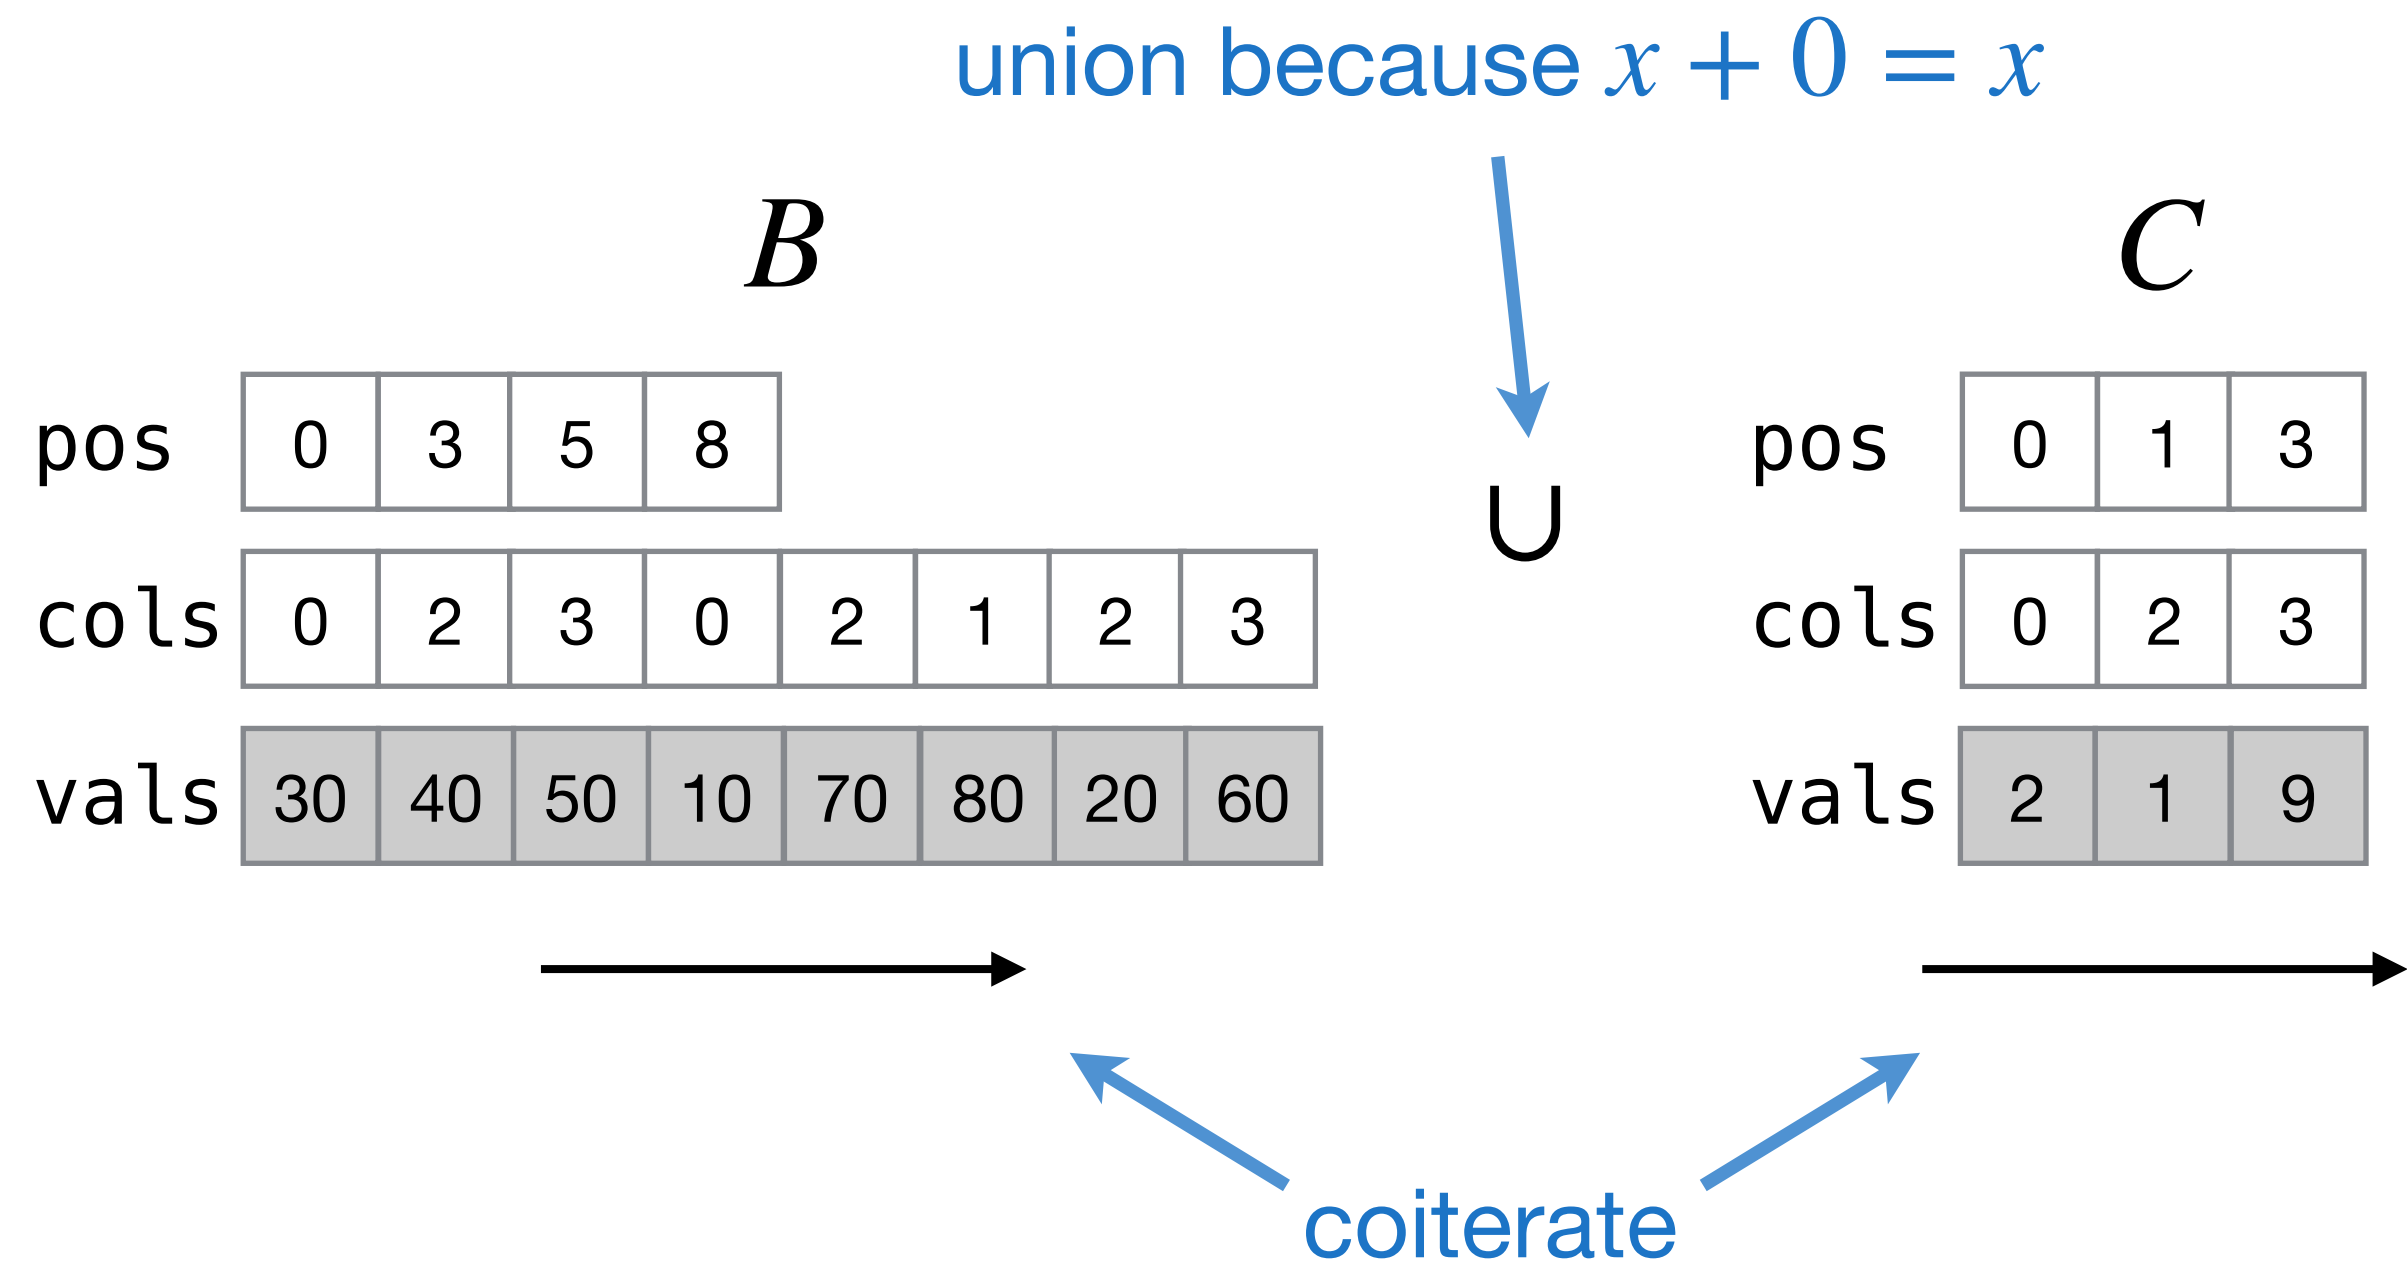 union because x + 0 = x
B C
pos 0 3 5 8 ∪ pos 0 1 3
cols 0 2 3 0 2 1 2 3 cols 0 2 3
vals 30 40 50 10 70 80 20 60 vals 2 1 9
coiterate